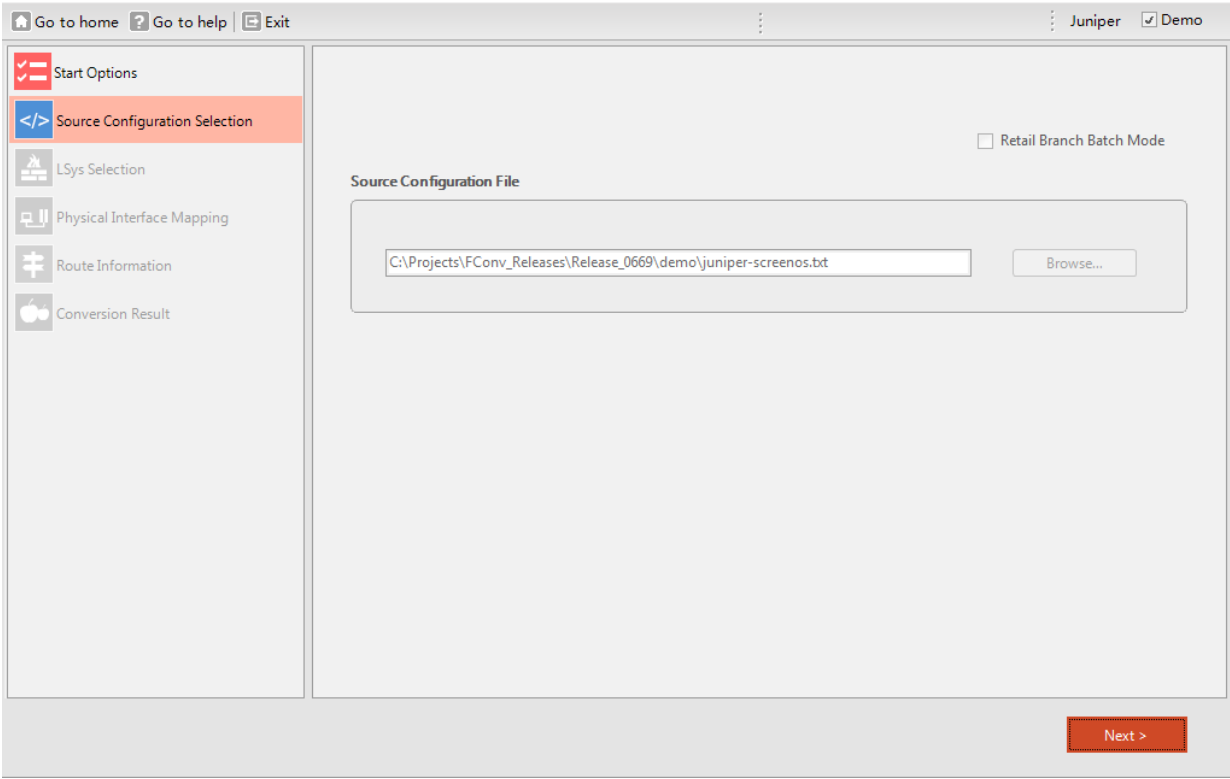 Go to home ? Go to help Exit Juniper Demo
Start Options
</> Source Configuration Selection
LSys Selection
Physical Interface Mapping
Route Information
Conversion Result
Retail Branch Batch Mode
Source Configuration File
C:\Projects\FConv_Releases\Release_0669\demo\juniper-screenos.txt Browse...
Next >